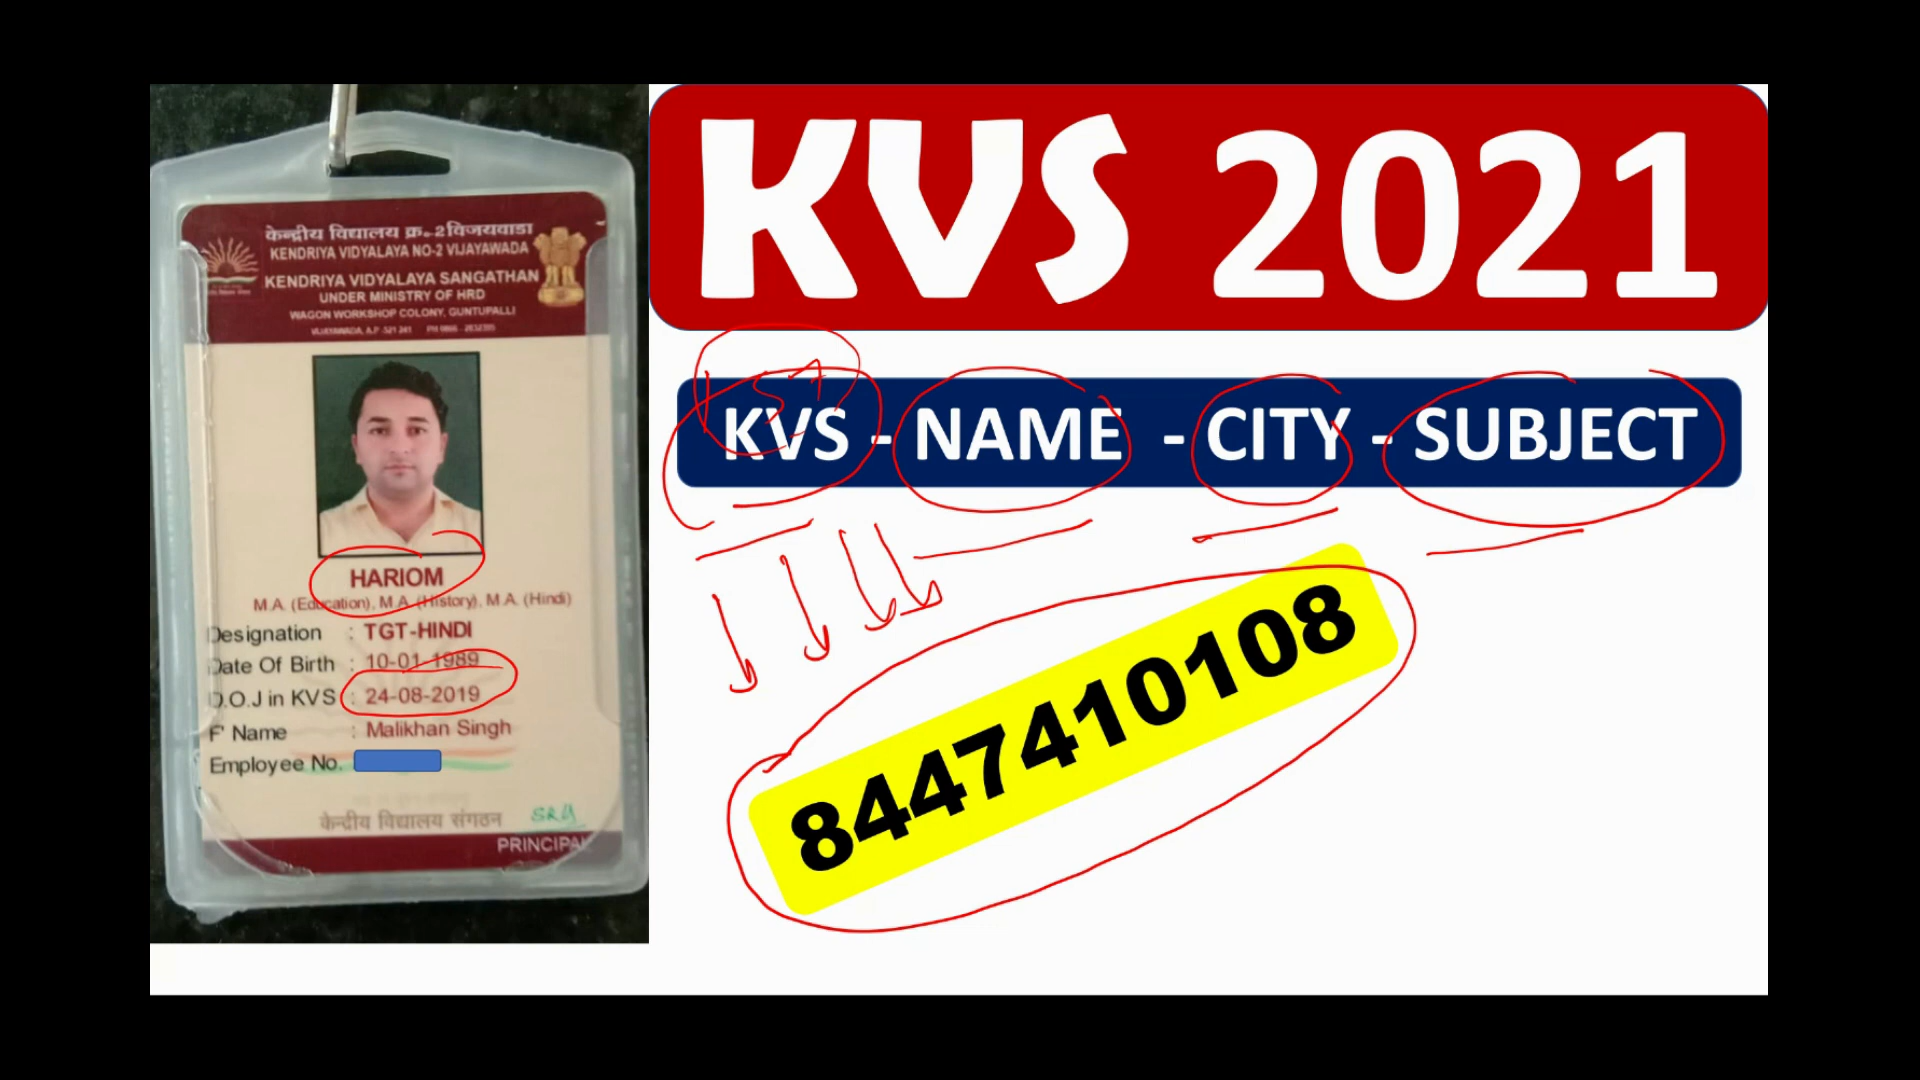 केन्द्रीय विद्यालय क्र॰ 2 विजयवाडा
KENDRIYA VIDYALAYA NO-2 VIJAYAWADA
KENDRIYA VIDYALAYA SANGATHAN
UNDER MINISTRY OF HRD
WAGON WORKSHOP COLONY, GUNTUPALLI
VIJAYAWADA, A.P
HARIOM
M.A. (Education), M.A. (History), M.A. (Hindi)
Designation : TGT-HINDI
Date Of Birth : 10-01-1989
D.O.J in KVS : 24-08-2019
F' Name : Malikhan Singh
Employee No.
केन्द्रीय विद्यालय संगठन
PRINCIPAL
KVS 2021
KVS - NAME - CITY - SUBJECT
8447410108